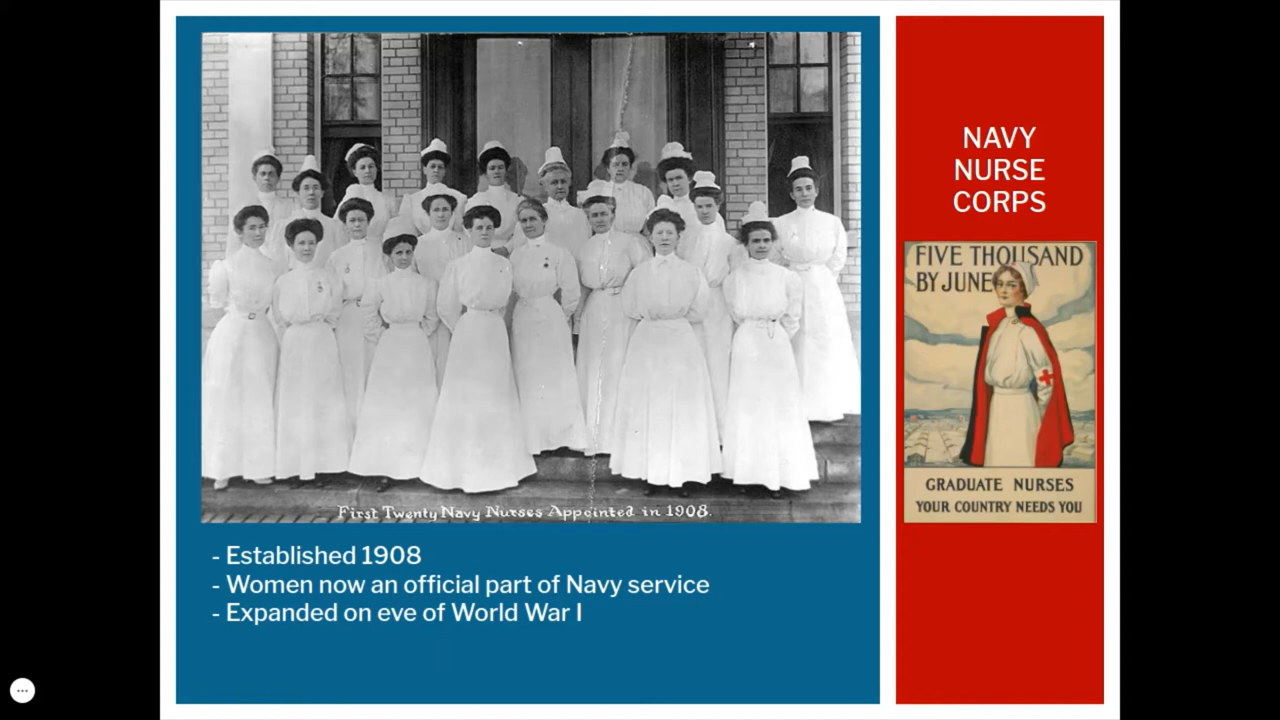 First Twenty Navy Nurses Appointed in 1908.
- Established 1908
- Women now an official part of Navy service
- Expanded on eve of World War I
NAVY
NURSE
CORPS
FIVE THOUSAND
BY JUNE
GRADUATE NURSES
YOUR COUNTRY NEEDS YOU